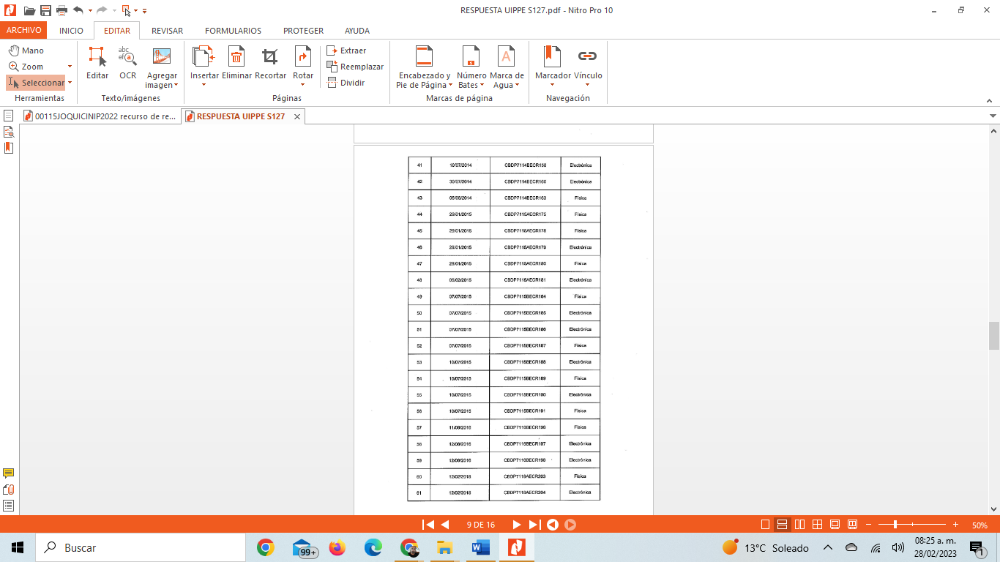 RESPUESTA UIPPE S127.pdf - Nitro Pro 10
ARCHIVO INICIO EDITAR REVISAR FORMULARIOS PROTEGER AYUDA
Mano
Zoom
Seleccionar
Herramientas
Editar
OCR
Agregar imagen
Texto/imágenes
Insertar
Eliminar
Recortar
Rotar
Extraer
Reemplazar
Dividir
Páginas
Encabezado y Pie de Página
Número Bates
Marca de Agua
Marcas de página
Marcador
Vínculo
Navegación
00115JOQUICINIP2022 recurso de re...
RESPUESTA UIPPE S127
41 10/07/2014 CBDP7114BECR158 Electrónica
42 30/07/2014 CBDP7114BECR160 Electrónica
43 05/08/2014 CBDP7114BECR163 Física
44 29/01/2015 CBDP7115AECR175 Física
45 29/01/2015 CBDP7115AECR178 Física
46 29/01/2015 CBDP7115AECR179 Electrónica
47 29/01/2015 CBDP7115AECR180 Física
48 05/02/2015 CBDP7115AECR181 Electrónica
49 07/07/2015 CBDP7115BECR184 Física
50 07/07/2015 CBDP7115BECR185 Electrónica
51 07/07/2015 CBDP7115BECR186 Electrónica
52 07/07/2015 CBDP7115BECR187 Física
53 10/07/2015 CBDP7115BECR188 Electrónica
54 10/07/2015 CBDP7115BECR189 Física
55 10/07/2015 CBDP7115BECR190 Electrónica
56 10/07/2015 CBDP7115BECR191 Física
57 11/08/2016 CBDP7116BECR196 Física
58 12/08/2016 CBDP7116BECR197 Electrónica
59 12/08/2016 CBDP7116BECR198 Electrónica
60 12/02/2018 CBDP7118AECR203 Física
61 12/02/2018 CBDP7118AECR204 Electrónica
9 DE 16
50%
Buscar
99+
13°C Soleado
08:25 a. m.
28/02/2023
1